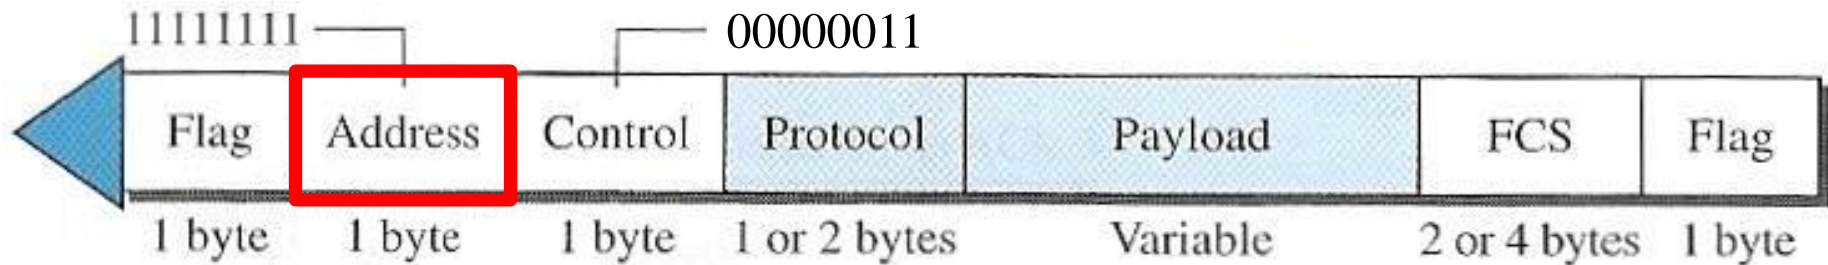 11111111 00000011
Flag Address Control Protocol Payload FCS Flag
1 byte 1 byte 1 byte 1 or 2 bytes Variable 2 or 4 bytes 1 byte